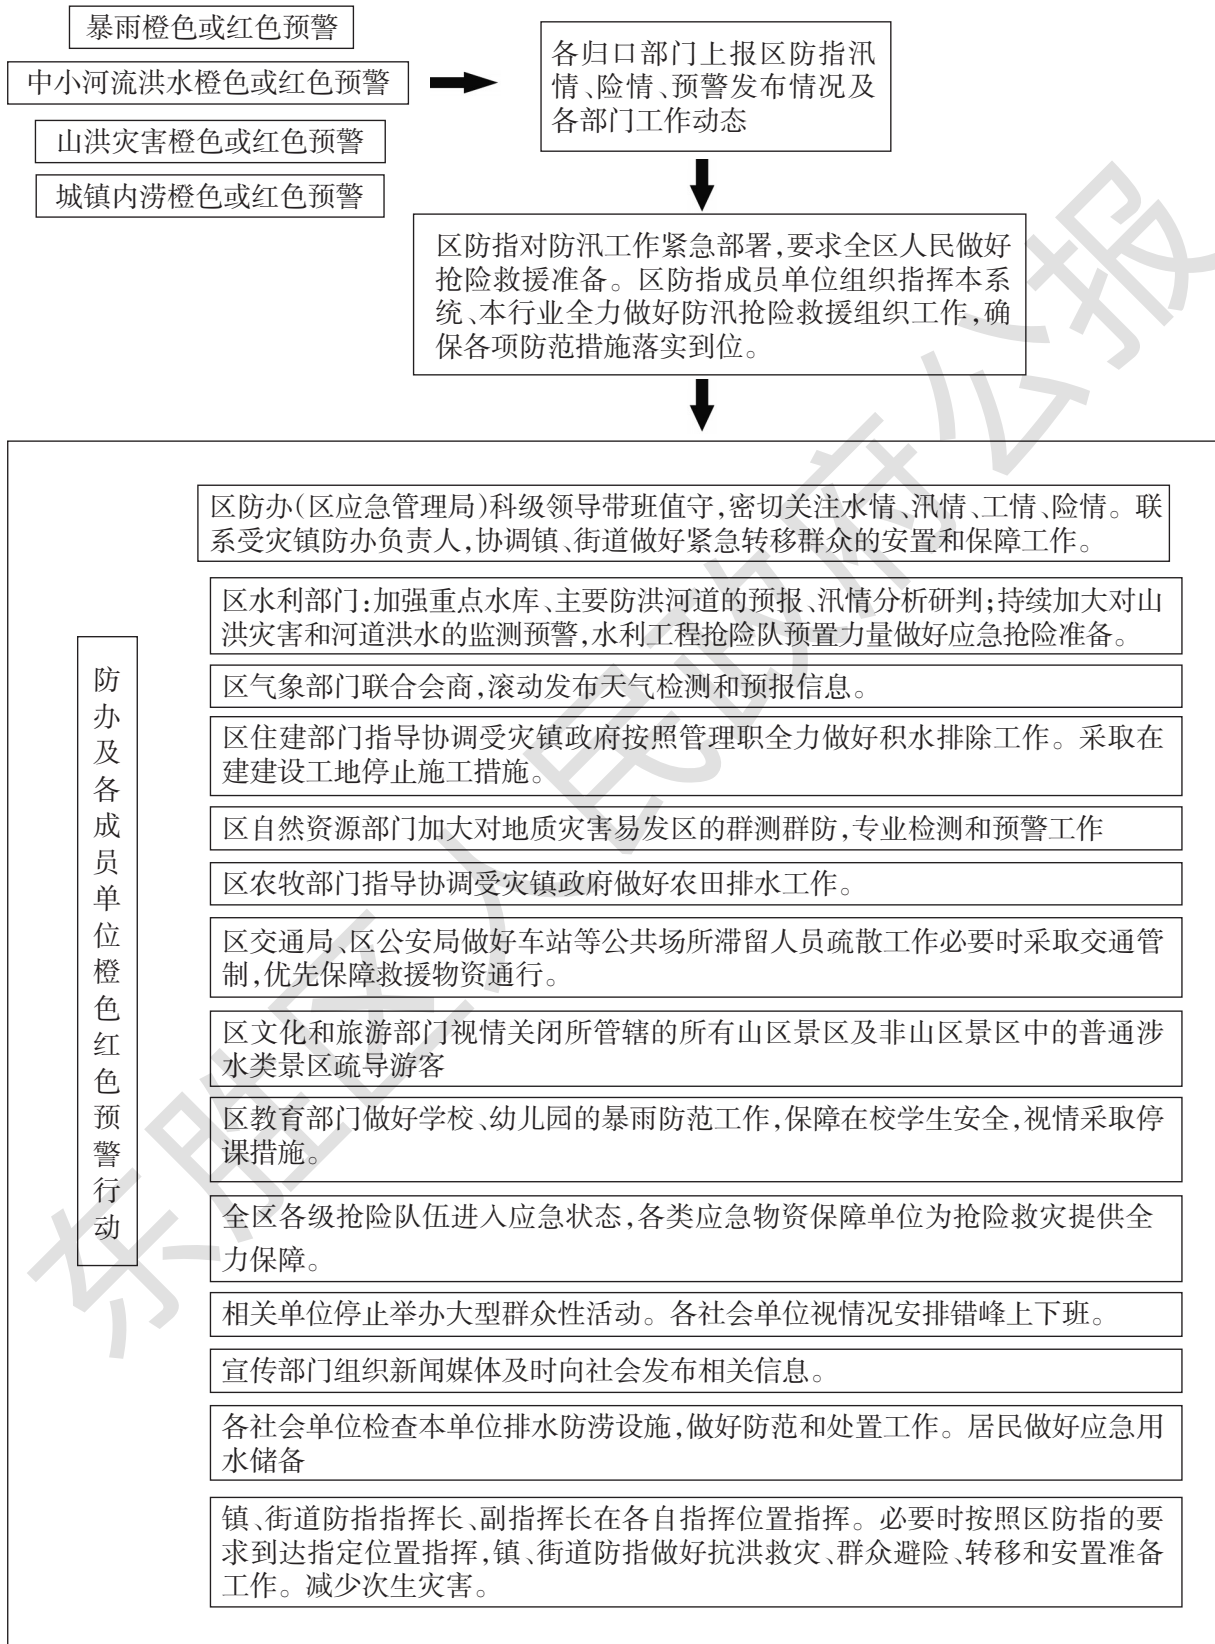 暴雨橙色或红色预警
中小河流洪水橙色或红色预警
山洪灾害橙色或红色预警
城镇内涝橙色或红色预警
各归口部门上报区防指汛
情、险情、预警发布情况及
各部门工作动态
区防指对防汛工作紧急部署,要求全区人民做好
抢险救援准备。区防指成员单位组织指挥本系
统、本行业全力做好防汛抢险救援组织工作,确
保各项防范措施落实到位。
防办及各成员单位橙色红色预警行动
区防办(区应急管理局)科级领导带班值守,密切关注水情、汛情、工情、险情。联
系受灾镇防办负责人,协调镇、街道做好紧急转移群众的安置和保障工作。
区水利部门:加强重点水库、主要防洪河道的预报、汛情分析研判;持续加大对山
洪灾害和河道洪水的监测预警,水利工程抢险队预置力量做好应急抢险准备。
区气象部门联合会商,滚动发布天气检测和预报信息。
区住建部门指导协调受灾镇政府按照管理职全力做好积水排除工作。采取在
建建设工地停止施工措施。
区自然资源部门加大对地质灾害易发区的群测群防,专业检测和预警工作
区农牧部门指导协调受灾镇政府做好农田排水工作。
区交通局、区公安局做好车站等公共场所滞留人员疏散工作必要时采取交通管
制,优先保障救援物资通行。
区文化和旅游部门视情关闭所管辖的所有山区景区及非山区景区中的普通涉
水类景区疏导游客
区教育部门做好学校、幼儿园的暴雨防范工作,保障在校学生安全,视情采取停
课措施。
全区各级抢险队伍进入应急状态,各类应急物资保障单位为抢险救灾提供全
力保障。
相关单位停止举办大型群众性活动。各社会单位视情况安排错峰上下班。
宣传部门组织新闻媒体及时向社会发布相关信息。
各社会单位检查本单位排水防涝设施,做好防范和处置工作。居民做好应急用
水储备
镇、街道防指指挥长、副指挥长在各自指挥位置指挥。必要时按照区防指的要
求到达指定位置指挥,镇、街道防指做好抗洪救灾、群众避险、转移和安置准备
工作。减少次生灾害。
东胜区人民政府公报